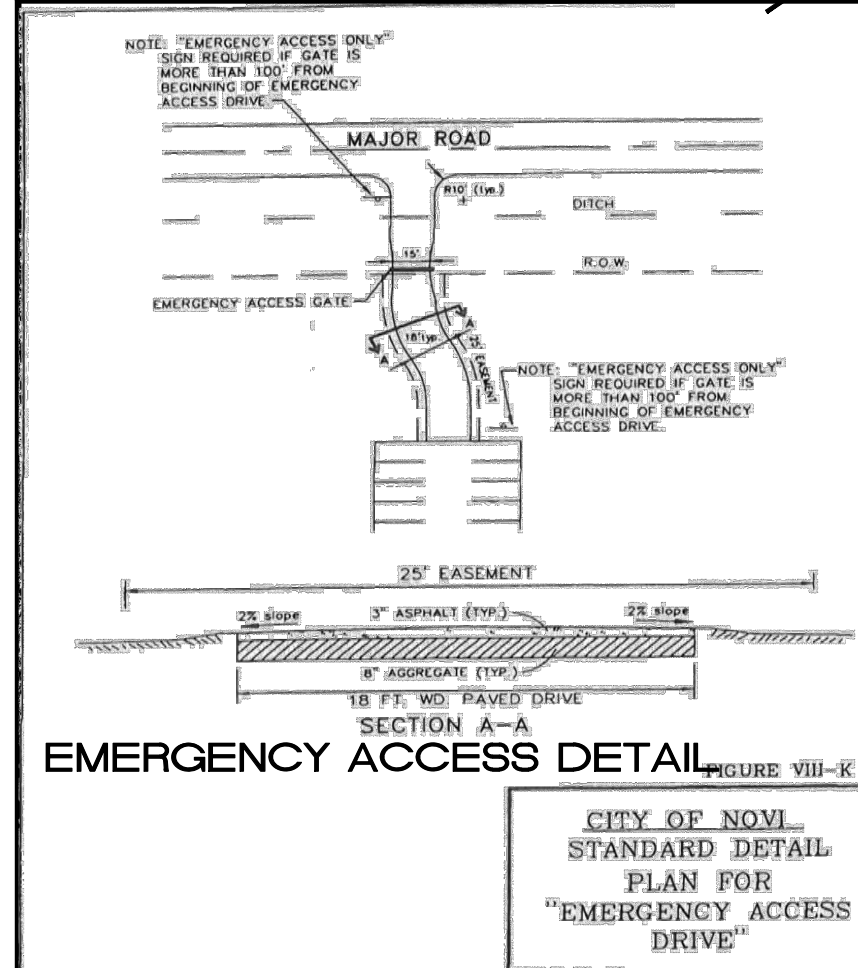 NOTE: "EMERGENCY ACCESS ONLY"
SIGN REQUIRED IF GATE IS
MORE THAN 100' FROM
BEGINNING OF EMERGENCY
ACCESS DRIVE
MAJOR ROAD
R10' (typ.)
DITCH
15'
R.O.W.
EMERGENCY ACCESS GATE
A
18'typ.
A
25' EASEMENT
NOTE: "EMERGENCY ACCESS ONLY"
SIGN REQUIRED IF GATE IS
MORE THAN 100' FROM
BEGINNING OF EMERGENCY
ACCESS DRIVE.
25' EASEMENT
2% slope
3" ASPHALT (TYP.)
2% slope
8" AGGREGATE (TYP.)
18 FT. WD. PAVED DRIVE
SECTION A-A
EMERGENCY ACCESS DETAIL
FIGURE VIII-K
CITY OF NOVI
STANDARD DETAIL
PLAN FOR
"EMERGENCY ACCESS
DRIVE"